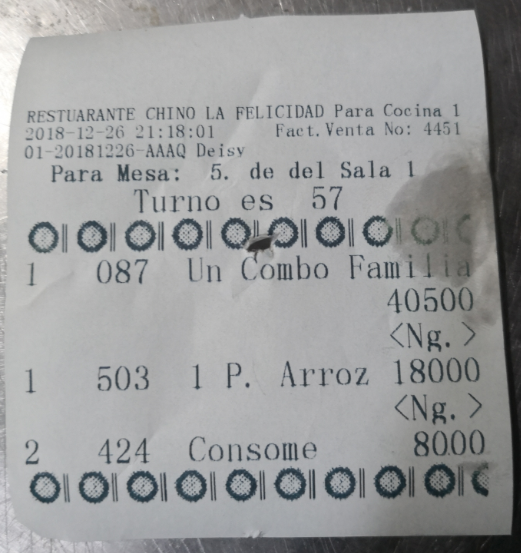 RESTUARANTE CHINO LA FELICIDAD Para Cocina 1
2018-12-26 21:18:01 Fact.Venta No: 4451
01-20181226-AAAQ Deisy
Para Mesa: 5. de del Sala 1
Turno es 57
1 087 Un Combo Familia
40500
<Ng. >
1 503 1 P. Arroz 18000
<Ng. >
2 424 Consome 8000